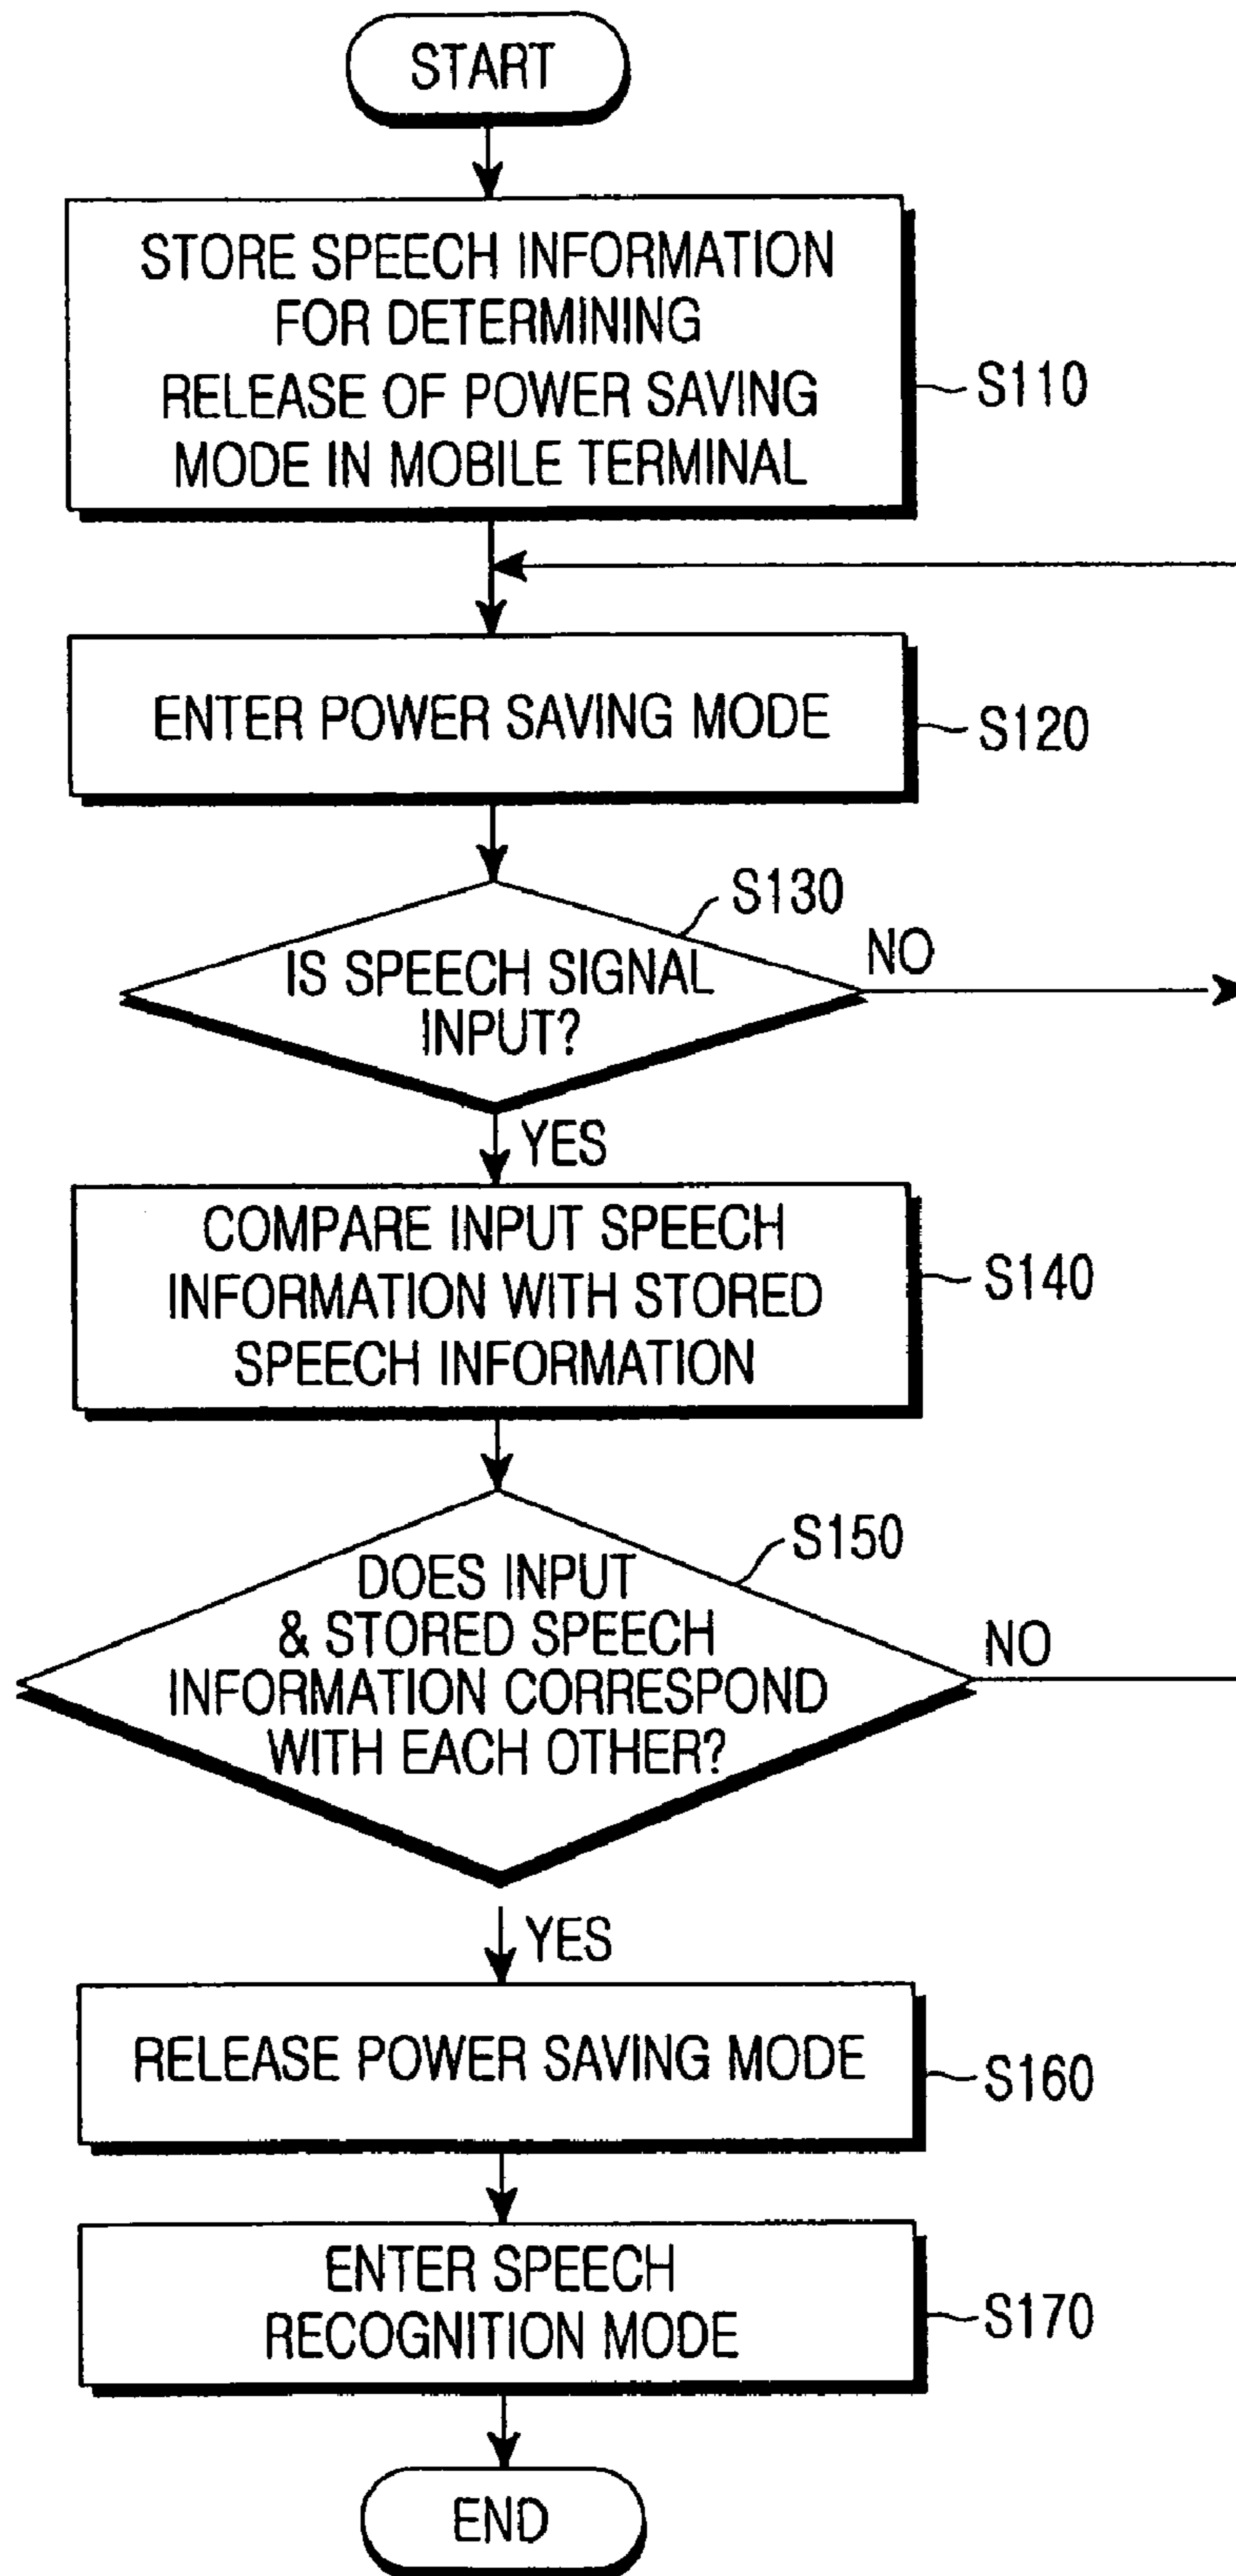 START
STORE SPEECH INFORMATION
FOR DETERMINING
RELEASE OF POWER SAVING
MODE IN MOBILE TERMINAL
S110
ENTER POWER SAVING MODE
S120
S130
IS SPEECH SIGNAL
INPUT?
NO
YES
COMPARE INPUT SPEECH
INFORMATION WITH STORED
SPEECH INFORMATION
S140
S150
DOES INPUT
& STORED SPEECH
INFORMATION CORRESPOND
WITH EACH OTHER?
NO
YES
RELEASE POWER SAVING MODE
S160
ENTER SPEECH
RECOGNITION MODE
S170
END